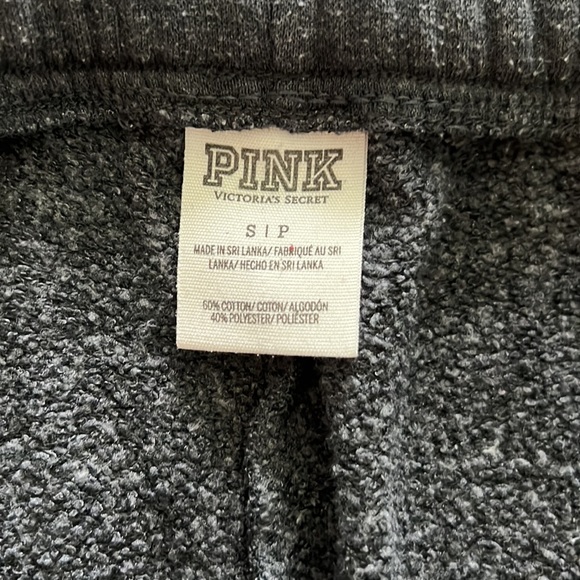 PINK
VICTORIA'S SECRET
S | P
MADE IN SRI LANKA/ FABRIQUÉ AU SRI
LANKA/ HECHO EN SRI LANKA
60% COTTON/ COTON/ ALGODÓN
40% POLYESTER/ POLIÉSTER